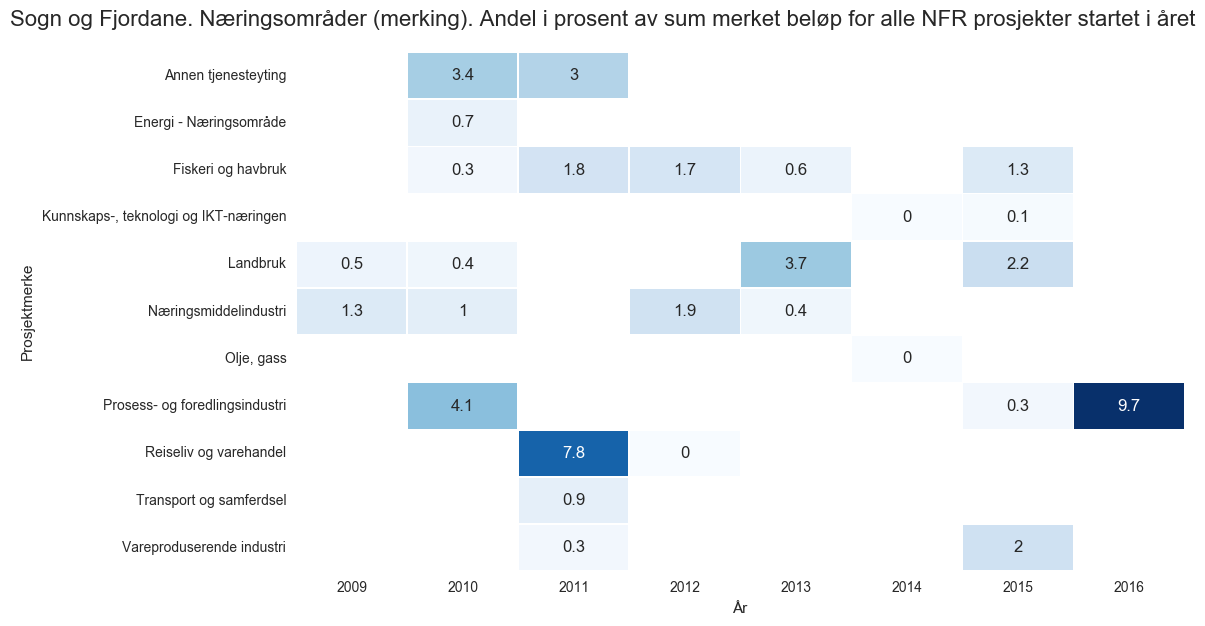 Sogn og Fjordane. Næringsområder (merking). Andel i prosent av sum merket beløp for alle NFR prosjekter startet i året
Prosjektmerke
Annen tjenesteyting 3.4 3
Energi - Næringsområde 0.7
Fiskeri og havbruk 0.3 1.8 1.7 0.6 1.3
Kunnskaps-, teknologi og IKT-næringen 0 0.1
Landbruk 0.5 0.4 3.7 2.2
Næringsmiddelindustri 1.3 1 1.9 0.4
Olje, gass 0
Prosess- og foredlingsindustri 4.1 0.3 9.7
Reiseliv og varehandel 7.8 0
Transport og samferdsel 0.9
Vareproduserende industri 0.3 2
2009 2010 2011 2012 2013 2014 2015 2016
År